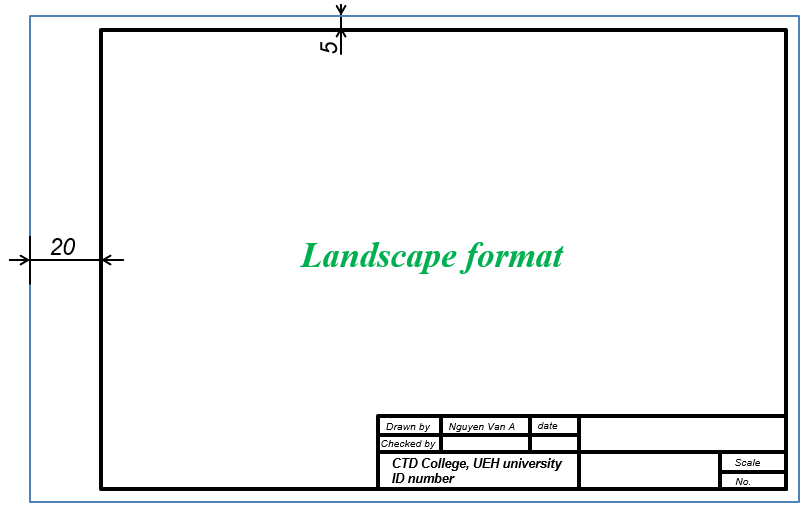 5
20
Landscape format
Drawn by Nguyen Van A date
Checked by
CTD College, UEH university
ID number
Scale
No.